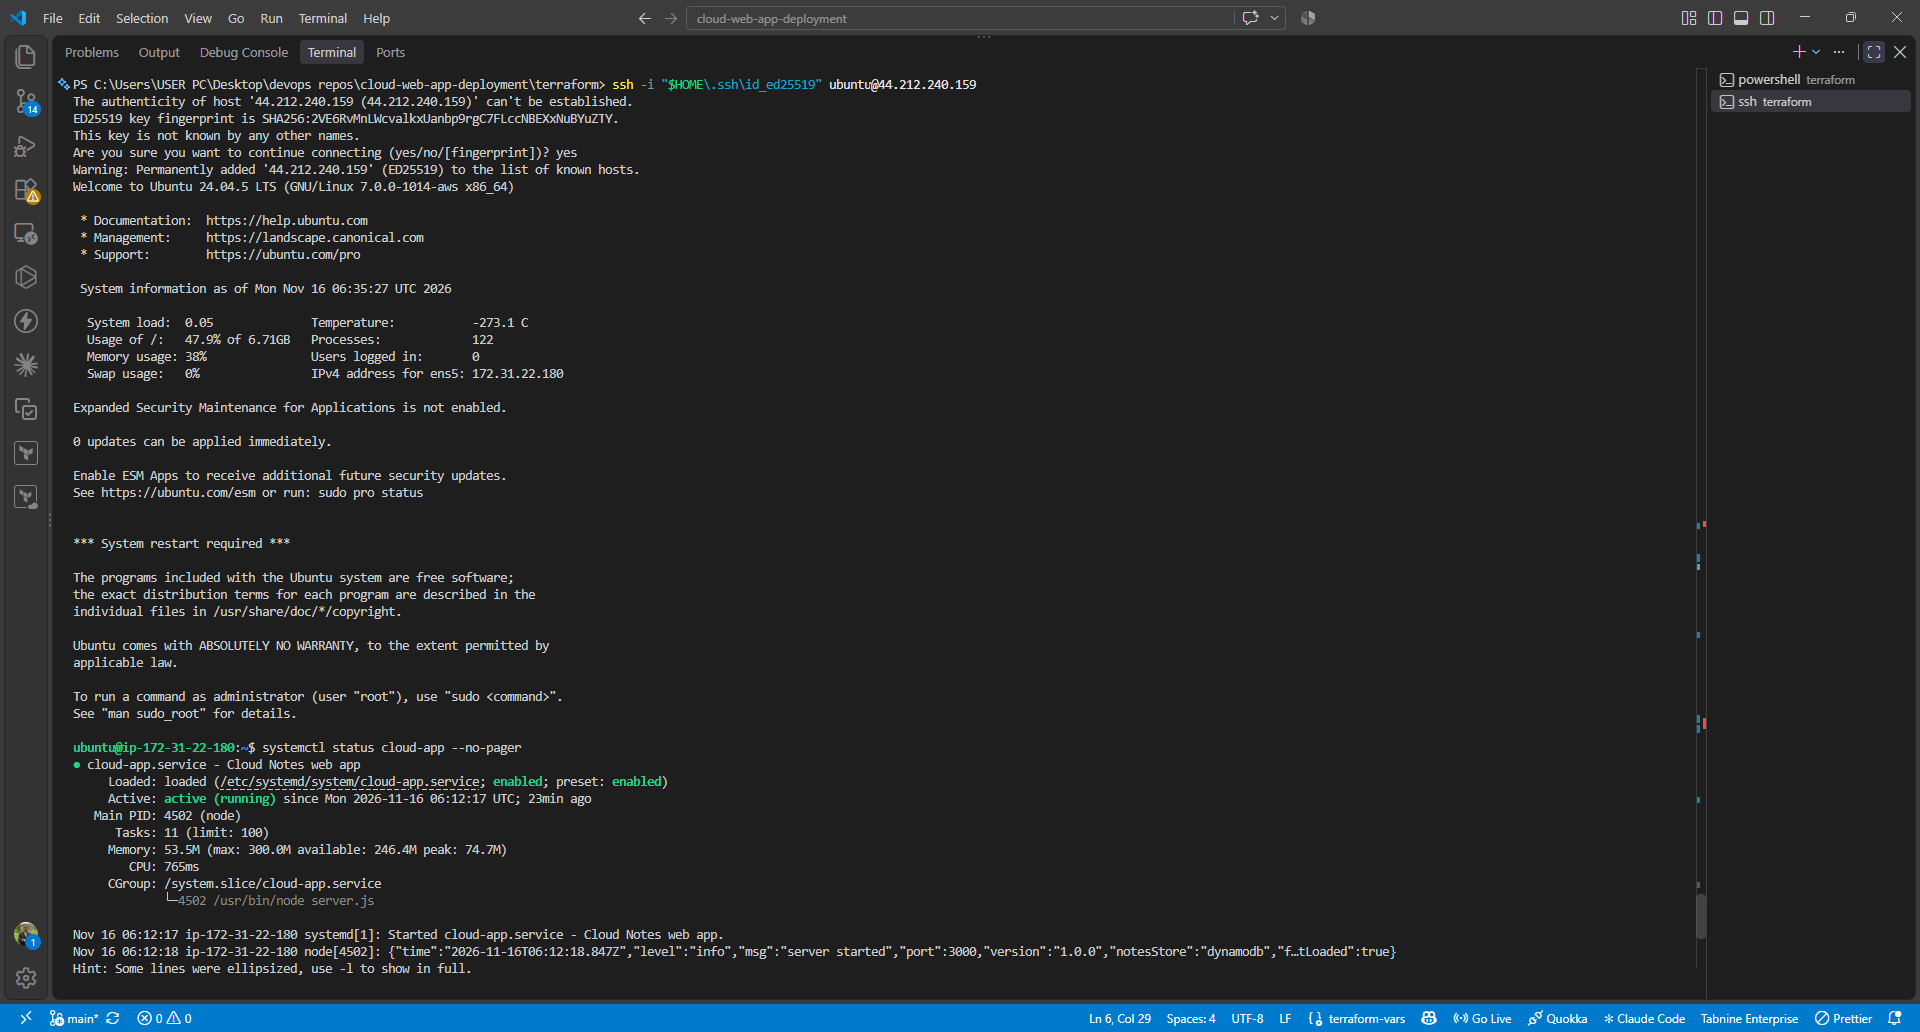 File Edit Selection View Go Run Terminal Help
cloud-web-app-deployment
Problems Output Debug Console Terminal Ports
powershell terraform
ssh terraform
14
PS C:\Users\USER PC\Desktop\devops repos\cloud-web-app-deployment\terraform> ssh -i "$HOME\.ssh\id_ed25519" ubuntu@44.212.240.159
The authenticity of host '44.212.240.159 (44.212.240.159)' can't be established.
ED25519 key fingerprint is SHA256:2VE6RvMnLWcvalkxUanbp9rgC7FLccNBEXxNuBYuZTY.
This key is not known by any other names.
Are you sure you want to continue connecting (yes/no/[fingerprint])? yes
Warning: Permanently added '44.212.240.159' (ED25519) to the list of known hosts.
Welcome to Ubuntu 24.04.5 LTS (GNU/Linux 7.0.0-1014-aws x86_64)
* Documentation: https://help.ubuntu.com
* Management: https://landscape.canonical.com
* Support: https://ubuntu.com/pro
System information as of Mon Nov 16 06:35:27 UTC 2026
System load: 0.05 Temperature: -273.1 C
Usage of /: 47.9% of 6.71GB Processes: 122
Memory usage: 38% Users logged in: 0
Swap usage: 0% IPv4 address for ens5: 172.31.22.180
Expanded Security Maintenance for Applications is not enabled.
0 updates can be applied immediately.
Enable ESM Apps to receive additional future security updates.
See https://ubuntu.com/esm or run: sudo pro status
*** System restart required ***
The programs included with the Ubuntu system are free software;
the exact distribution terms for each program are described in the
individual files in /usr/share/doc/*/copyright.
Ubuntu comes with ABSOLUTELY NO WARRANTY, to the extent permitted by
applicable law.
To run a command as administrator (user "root"), use "sudo <command>".
See "man sudo_root" for details.
ubuntu@ip-172-31-22-180:~$ systemctl status cloud-app --no-pager
● cloud-app.service - Cloud Notes web app
Loaded: loaded (/etc/systemd/system/cloud-app.service; enabled; preset: enabled)
Active: active (running) since Mon 2026-11-16 06:12:17 UTC; 23min ago
Main PID: 4502 (node)
Tasks: 11 (limit: 100)
Memory: 53.5M (max: 300.0M available: 246.4M peak: 74.7M)
CPU: 765ms
CGroup: /system.slice/cloud-app.service
└─4502 /usr/bin/node server.js
Nov 16 06:12:17 ip-172-31-22-180 systemd[1]: Started cloud-app.service - Cloud Notes web app.
Nov 16 06:12:18 ip-172-31-22-180 node[4502]: {"time":"2026-11-16T06:12:18.847Z","level":"info","msg":"server started","port":3000,"version":"1.0.0","notesStore":"dynamodb","f…tLoaded":true}
Hint: Some lines were ellipsized, use -l to show in full.
1
main* 0 0 Ln 6, Col 29 Spaces: 4 UTF-8 LF { } terraform-vars Go Live Quokka Claude Code Tabnine Enterprise Prettier